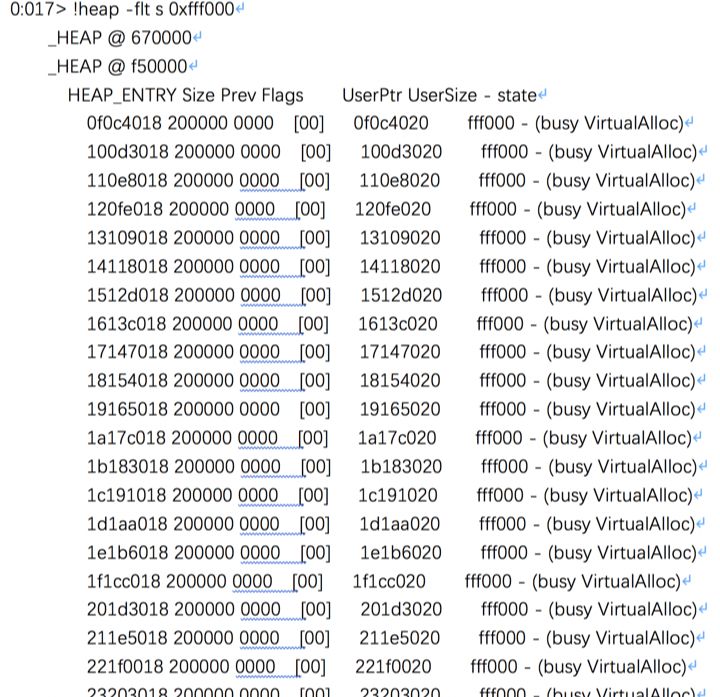 0:017> !heap -flt s 0xfff000↵
_HEAP @ 670000↵
_HEAP @ f50000↵
HEAP_ENTRY Size Prev Flags UserPtr UserSize - state↵
0f0c4018 200000 0000 [00] 0f0c4020 fff000 - (busy VirtualAlloc)↵
100d3018 200000 0000 [00] 100d3020 fff000 - (busy VirtualAlloc)↵
110e8018 200000 0000 [00] 110e8020 fff000 - (busy VirtualAlloc)↵
120fe018 200000 0000 [00] 120fe020 fff000 - (busy VirtualAlloc)↵
13109018 200000 0000 [00] 13109020 fff000 - (busy VirtualAlloc)↵
14118018 200000 0000 [00] 14118020 fff000 - (busy VirtualAlloc)↵
1512d018 200000 0000 [00] 1512d020 fff000 - (busy VirtualAlloc)↵
1613c018 200000 0000 [00] 1613c020 fff000 - (busy VirtualAlloc)↵
17147018 200000 0000 [00] 17147020 fff000 - (busy VirtualAlloc)↵
18154018 200000 0000 [00] 18154020 fff000 - (busy VirtualAlloc)↵
19165018 200000 0000 [00] 19165020 fff000 - (busy VirtualAlloc)↵
1a17c018 200000 0000 [00] 1a17c020 fff000 - (busy VirtualAlloc)↵
1b183018 200000 0000 [00] 1b183020 fff000 - (busy VirtualAlloc)↵
1c191018 200000 0000 [00] 1c191020 fff000 - (busy VirtualAlloc)↵
1d1aa018 200000 0000 [00] 1d1aa020 fff000 - (busy VirtualAlloc)↵
1e1b6018 200000 0000 [00] 1e1b6020 fff000 - (busy VirtualAlloc)↵
1f1cc018 200000 0000 [00] 1f1cc020 fff000 - (busy VirtualAlloc)↵
201d3018 200000 0000 [00] 201d3020 fff000 - (busy VirtualAlloc)↵
211e5018 200000 0000 [00] 211e5020 fff000 - (busy VirtualAlloc)↵
221f0018 200000 0000 [00] 221f0020 fff000 - (busy VirtualAlloc)↵
23203018 200000 0000 [00] 23203020 fff000 - (busy VirtualAlloc)↵